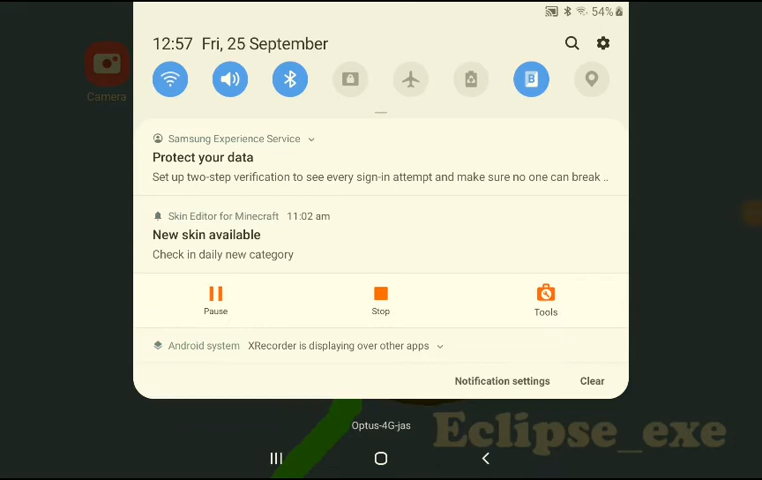 54%
12:57 Fri, 25 September
Camera
B
Samsung Experience Service
Protect your data
Set up two-step verification to see every sign-in attempt and make sure no one can break ..
Skin Editor for Minecraft 11:02 am
New skin available
Check in daily new category
Pause Stop Tools
Android system XRecorder is displaying over other apps
Notification settings Clear
Optus-4G-jas
Eclipse_exe